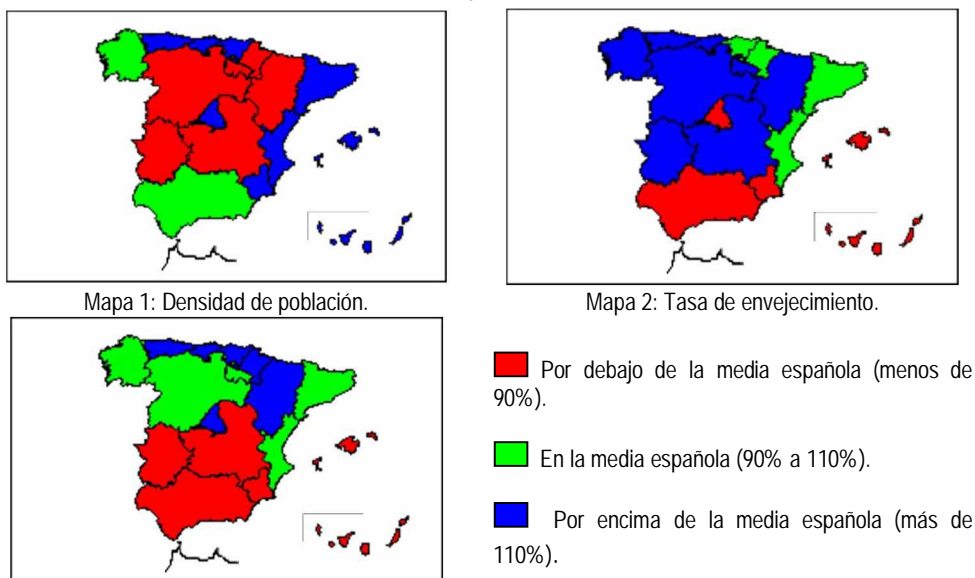 Mapa 1: Densidad de población.
Mapa 2: Tasa de envejecimiento.
Por debajo de la media española (menos de
90%).
En la media española (90% a 110%).
Por encima de la media española (más de
110%).